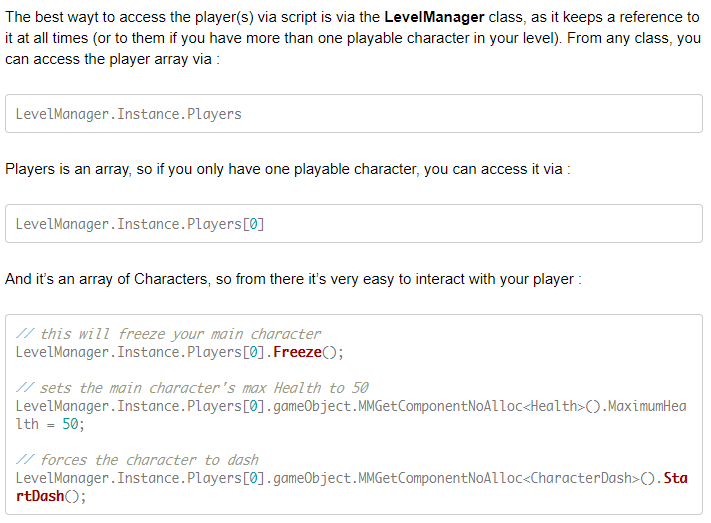 The best wayt to access the player(s) via script is via the LevelManager class, as it keeps a reference to
it at all times (or to them if you have more than one playable character in your level). From any class, you
can access the player array via :
LevelManager.Instance.Players
Players is an array, so if you only have one playable character, you can access it via :
LevelManager.Instance.Players[0]
And it’s an array of Characters, so from there it’s very easy to interact with your player :
// this will freeze your main character
LevelManager.Instance.Players[0].Freeze();
// sets the main character's max Health to 50
LevelManager.Instance.Players[0].gameObject.MMGetComponentNoAlloc<Health>().MaximumHea
lth = 50;
// forces the character to dash
LevelManager.Instance.Players[0].gameObject.MMGetComponentNoAlloc<CharacterDash>().Sta
rtDash();